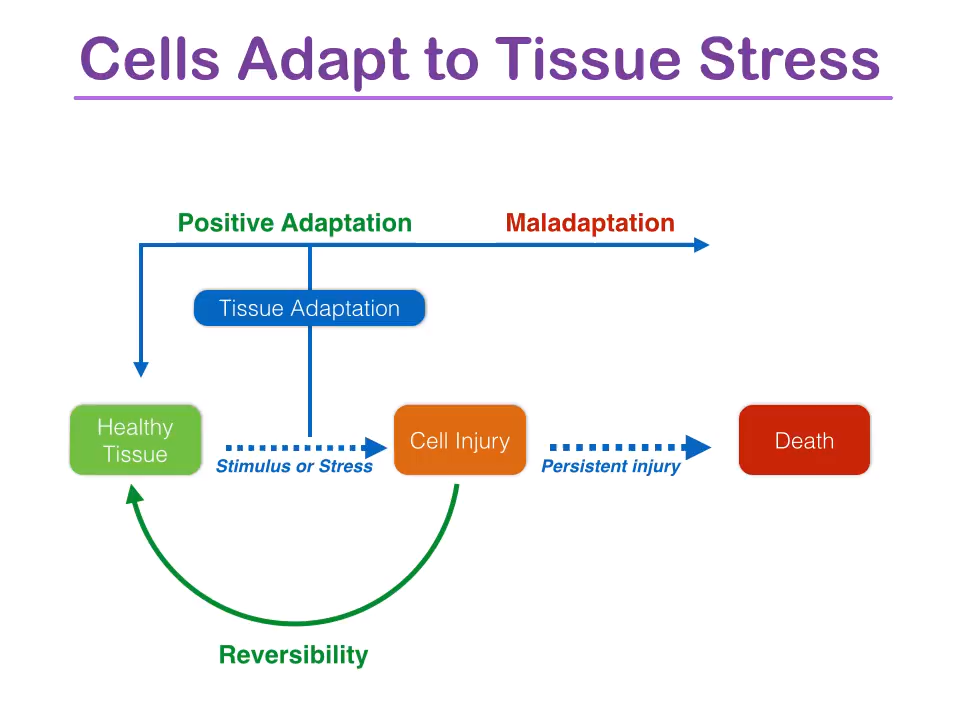 Cells Adapt to Tissue Stress
Positive Adaptation
Maladaptation
Tissue Adaptation
Healthy
Tissue
Stimulus or Stress
Cell Injury
Persistent injury
Death
Reversibility